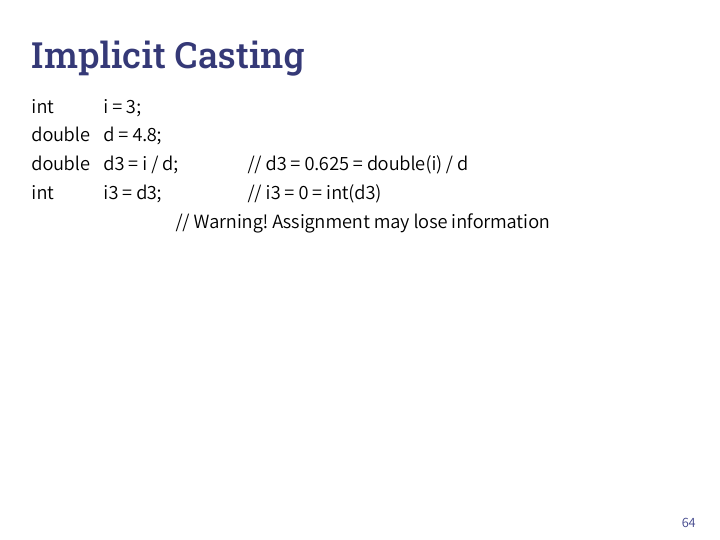 Implicit Casting
int i = 3;
double d = 4.8;
double d3 = i / d; // d3 = 0.625 = double(i) / d
int i3 = d3; // i3 = 0 = int(d3)
// Warning! Assignment may lose information
64